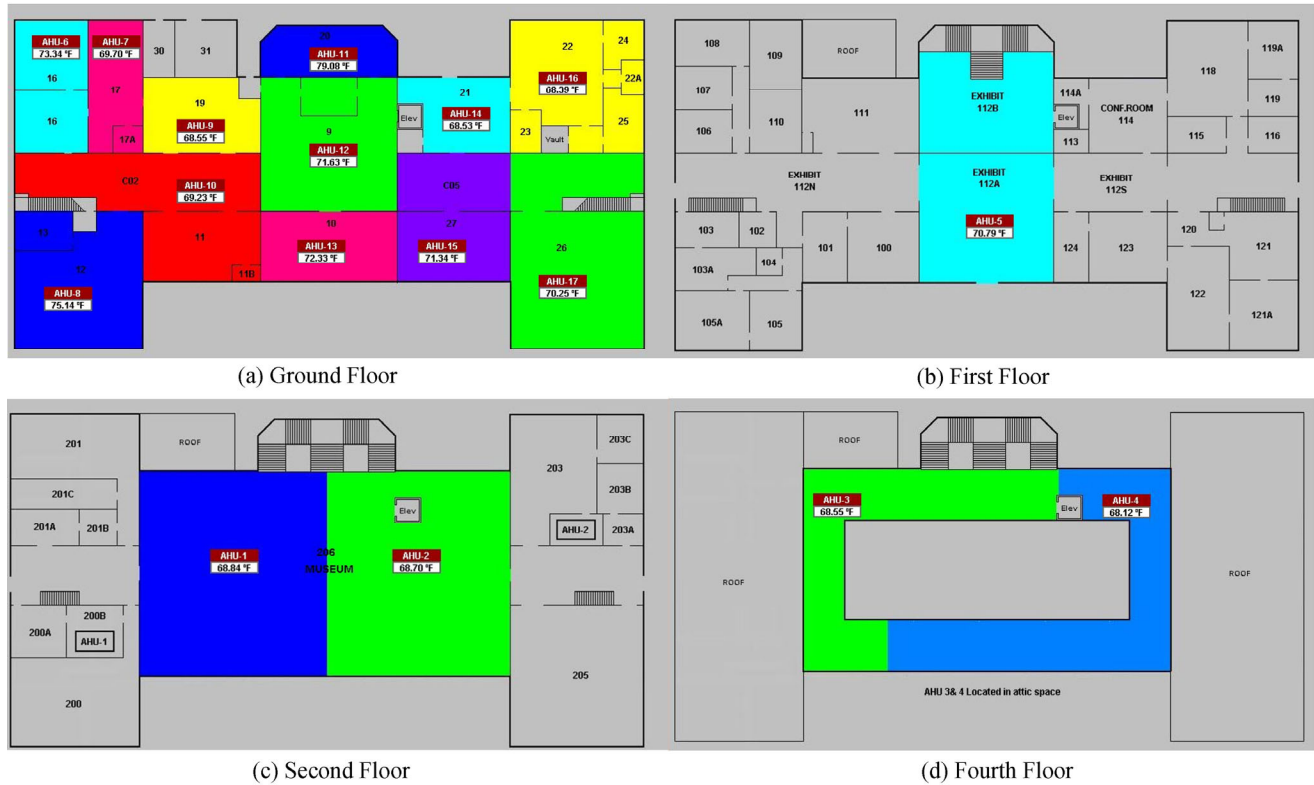 AHU-6
73.34 °F
AHU-7
69.70 °F
30
31
20
AHU-11
79.08 °F
22
24
AHU-16
68.39 °F
22A
16
17
19
21
16
AHU-9
68.55 °F
Elev
AHU-14
68.53 °F
23
25
17A
9
Vault
AHU-12
71.63 °F
C02
AHU-10
69.23 °F
C05
13
11
10
27
26
12
AHU-13
72.33 °F
AHU-15
71.34 °F
AHU-8
75.14 °F
11B
AHU-17
70.25 °F
(a) Ground Floor
108
109
ROOF
118
119A
107
111
EXHIBIT
112B
114A
CONF.ROOM
114
119
106
110
Elev
113
115
116
EXHIBIT
112N
EXHIBIT
112A
EXHIBIT
112S
103
102
AHU-5
70.79 °F
120
101
100
124
123
121
103A
104
122
105A
105
121A
(b) First Floor
201
ROOF
203
203C
201C
203B
201A
201B
Elev
AHU-2
203A
AHU-1
68.84 °F
206
MUSEUM
AHU-2
68.70 °F
200B
200A
AHU-1
200
205
(c) Second Floor
ROOF
AHU-3
68.55 °F
Elev
AHU-4
68.12 °F
ROOF
ROOF
AHU 3& 4 Located in attic space
(d) Fourth Floor